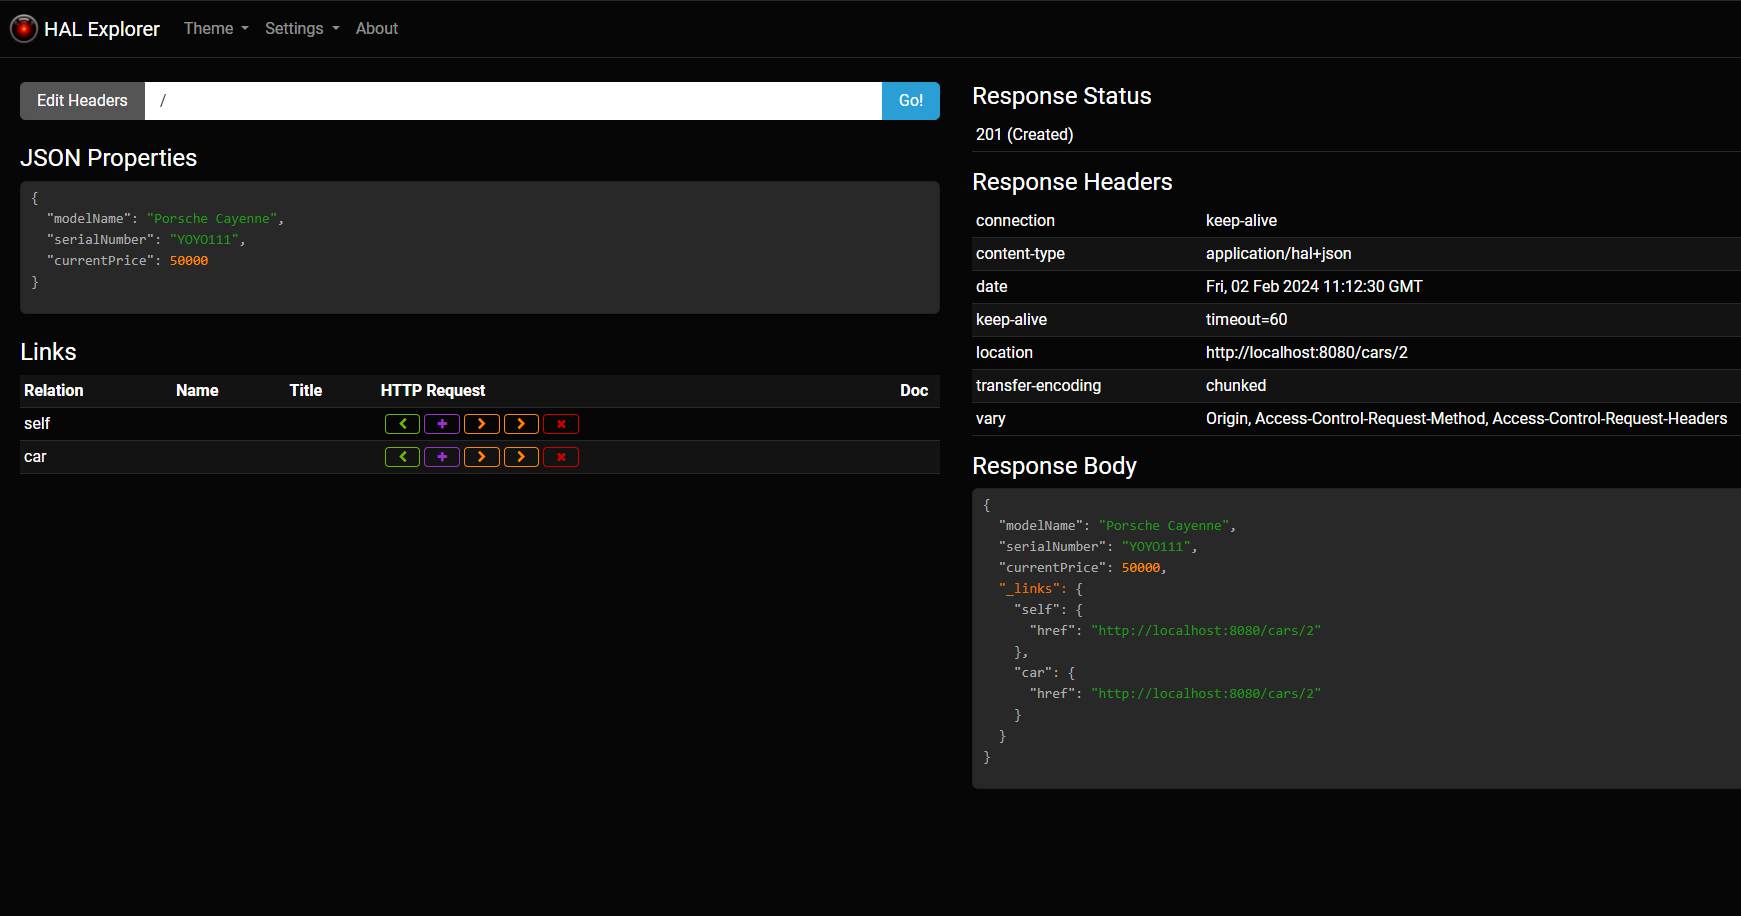 HAL Explorer Theme Settings About
Edit Headers / Go!
JSON Properties
{
"modelName": "Porsche Cayenne",
"serialNumber": "YOYO111",
"currentPrice": 50000
}
Links
Relation Name Title HTTP Request Doc
self
car
Response Status
201 (Created)
Response Headers
connection keep-alive
content-type application/hal+json
date Fri, 02 Feb 2024 11:12:30 GMT
keep-alive timeout=60
location http://localhost:8080/cars/2
transfer-encoding chunked
vary Origin, Access-Control-Request-Method, Access-Control-Request-Headers
Response Body
{
"modelName": "Porsche Cayenne",
"serialNumber": "YOYO111",
"currentPrice": 50000,
"_links": {
"self": {
"href": "http://localhost:8080/cars/2"
},
"car": {
"href": "http://localhost:8080/cars/2"
}
}
}